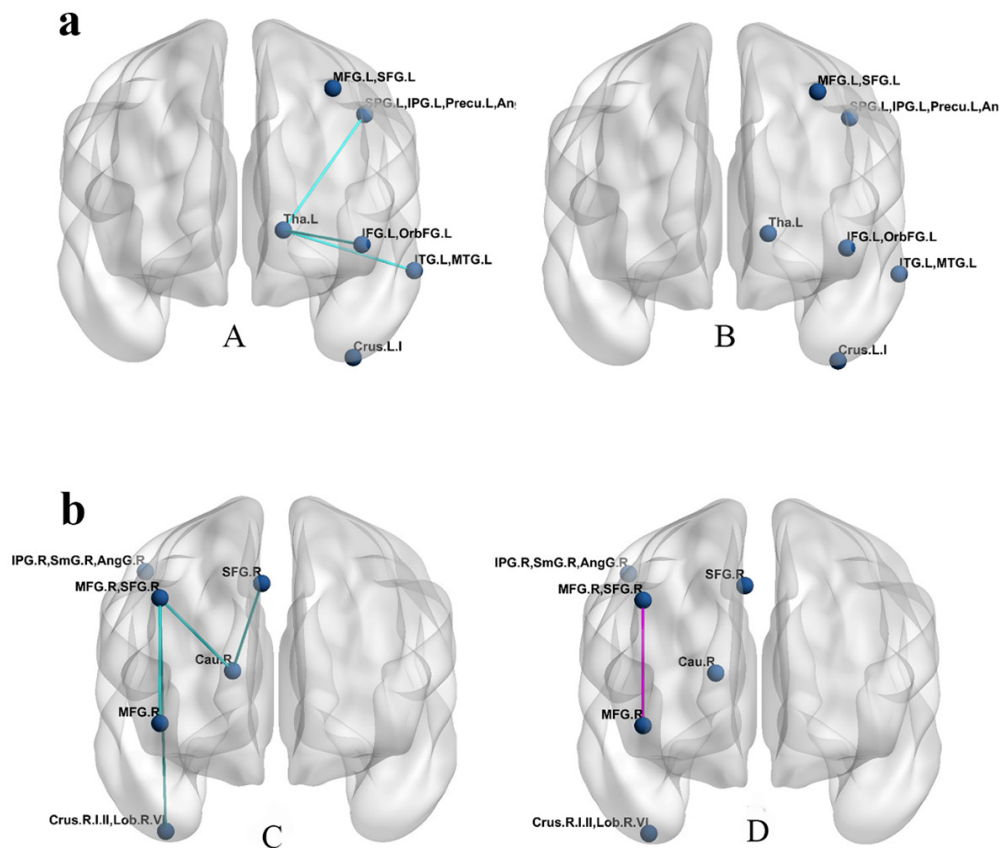 a
MFG.L,SFG.L
SPG.L,IPG.L,Precu.L,Ang
Tha.L
IFG.L,OrbFG.L
ITG.L,MTG.L
Crus.L.I
A
MFG.L,SFG.L
SPG.L,IPG.L,Precu.L,An
Tha.L
IFG.L,OrbFG.L
ITG.L,MTG.L
Crus.L.I
B
b
IPG.R,SmG.R,AngG.R
SFG.R
MFG.R,SFG.R
Cau.R
MFG.R
Crus.R.I.II,Lob.R.VI
C
IPG.R,SmG.R,AngG.R
SFG.R
MFG.R,SFG.R
Cau.R
MFG.R
Crus.R.I.II,Lob.R.VI
D